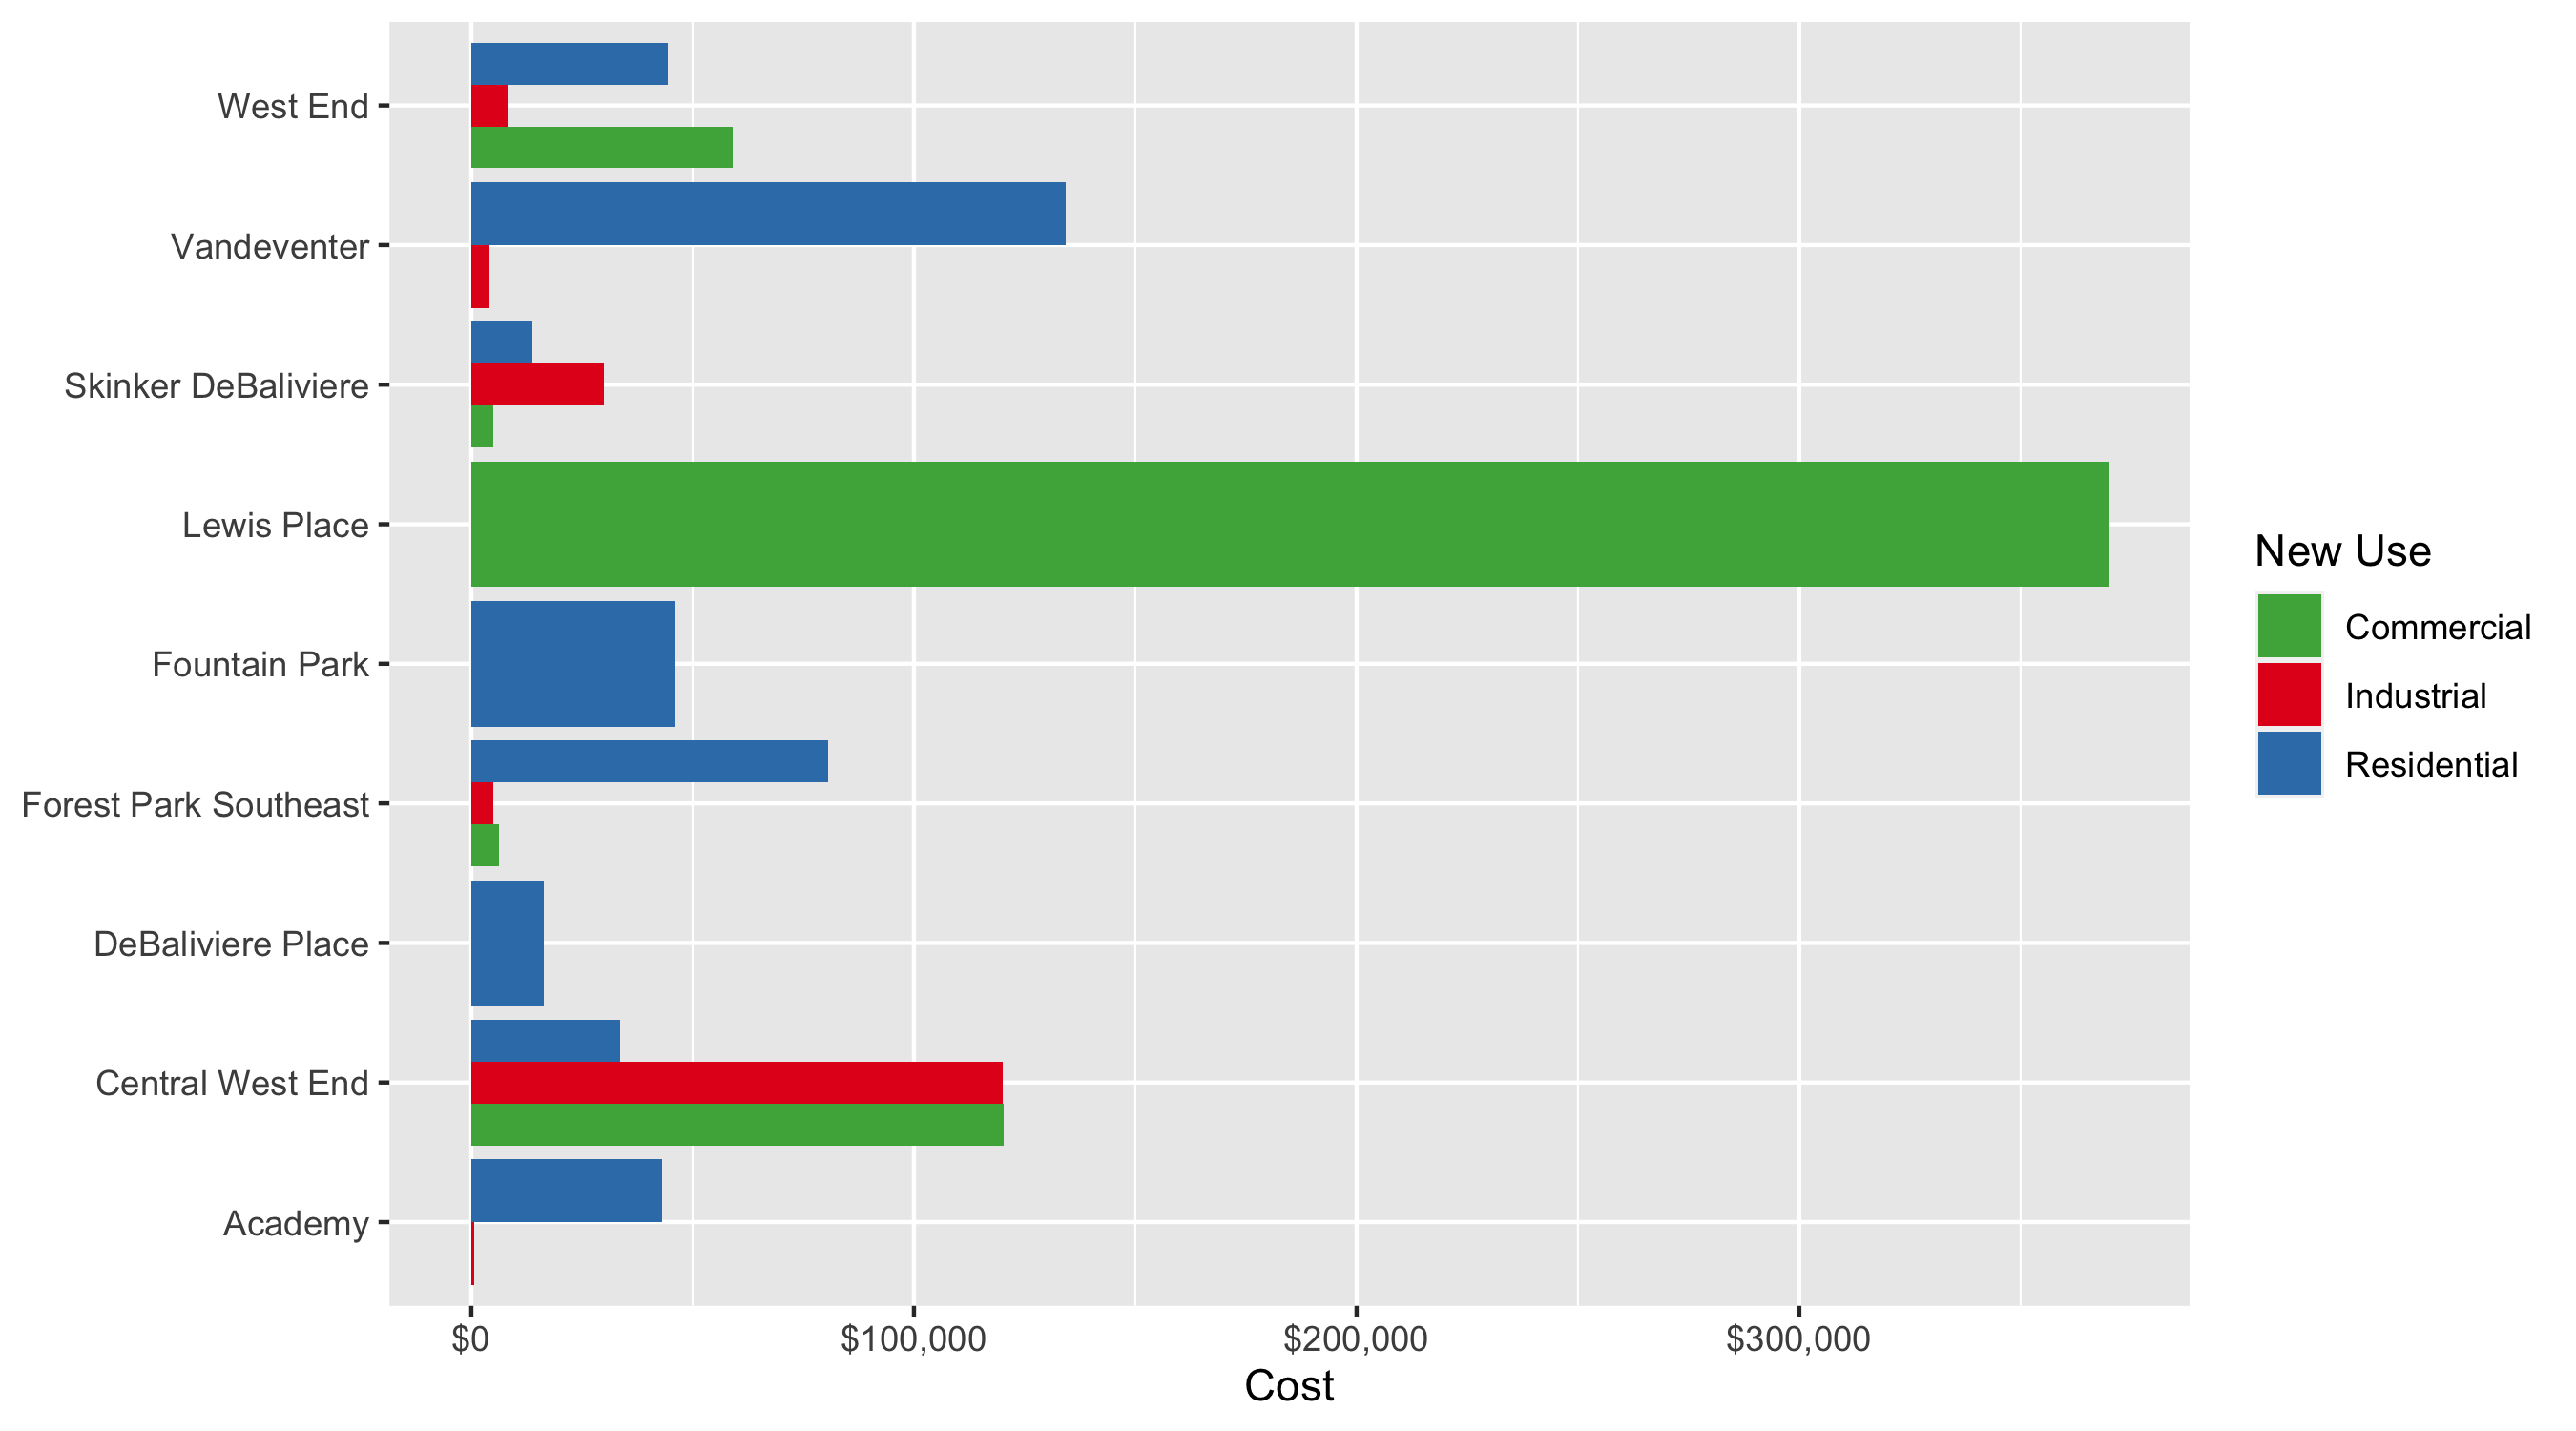 West End
Vandeventer
Skinker DeBaliviere
Lewis Place
Fountain Park
Forest Park Southeast
DeBaliviere Place
Central West End
Academy
$0
$100,000
$200,000
$300,000
Cost
New Use
Commercial
Industrial
Residential